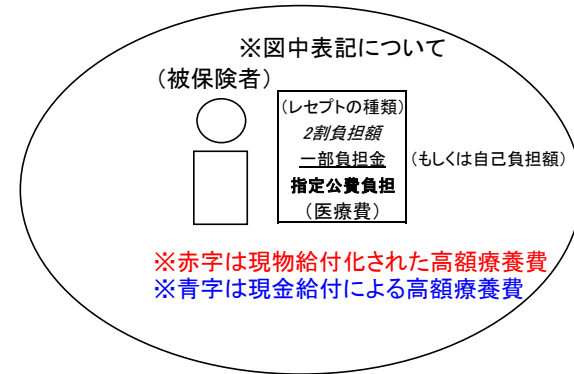 ※図中表記について
（被保険者）
（レセプトの種類）
2割負担額
一部負担金 （もしくは自己負担額）
指定公費負担
（医療費）
※赤字は現物給付化された高額療養費
※青字は現金給付による高額療養費